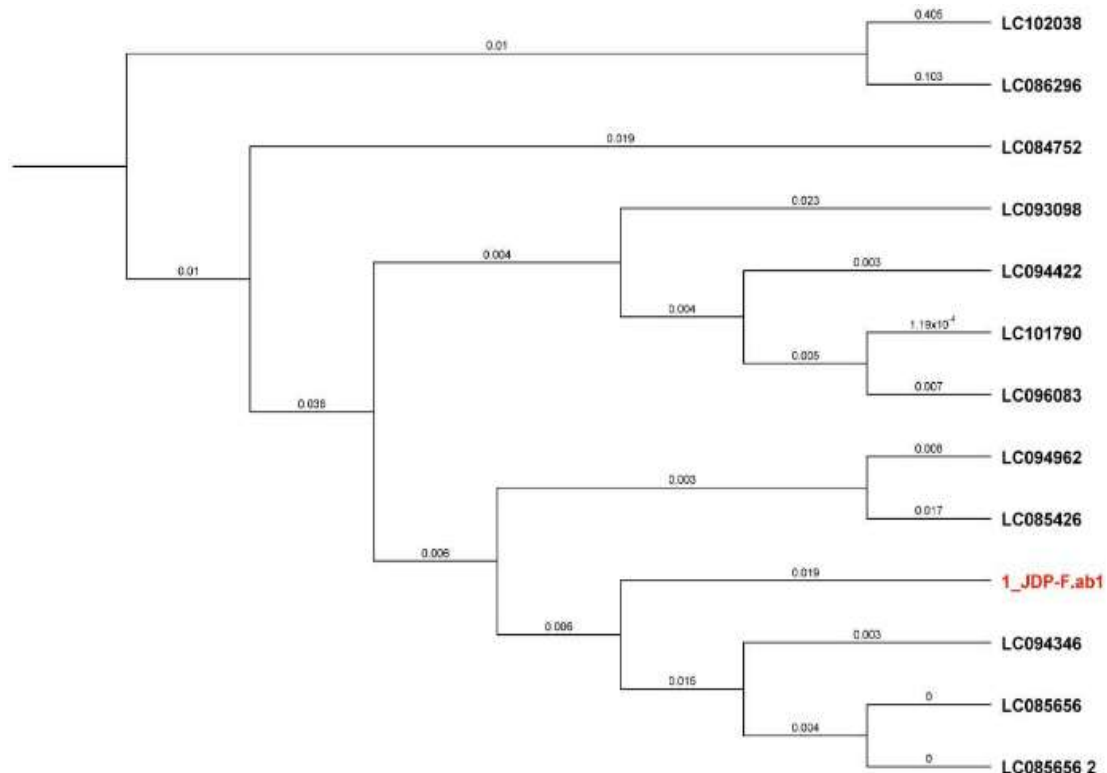 0.405
LC102038
0.01
0.103
LC086296
0.019
LC084752
0.023
LC093098
0.004
0.003
LC094422
0.01
0.004
1.19x10⁻⁴
LC101790
0.005
0.007
LC096083
0.036
0.008
LC094962
0.003
0.017
LC085426
0.006
0.019
1_JDP-F.ab1
0.006
0.003
LC094346
0.015
0
LC085656
0.004
0
LC085656 2